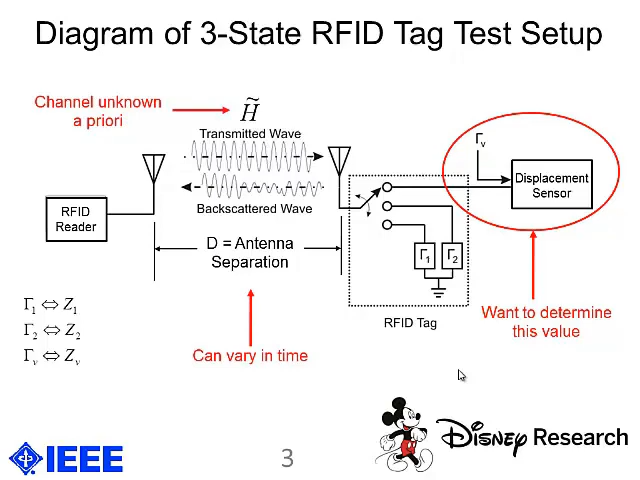 Diagram of 3-State RFID Tag Test Setup
Channel unknown
a priori
H̃
Transmitted Wave
Backscattered Wave
RFID
Reader
D = Antenna
Separation
Can vary in time
Γv
Displacement
Sensor
Γ1
Γ2
RFID Tag
Want to determine
this value
Γ1 ⇔ Z1
Γ2 ⇔ Z2
Γv ⇔ Zv
IEEE
3
Disney Research